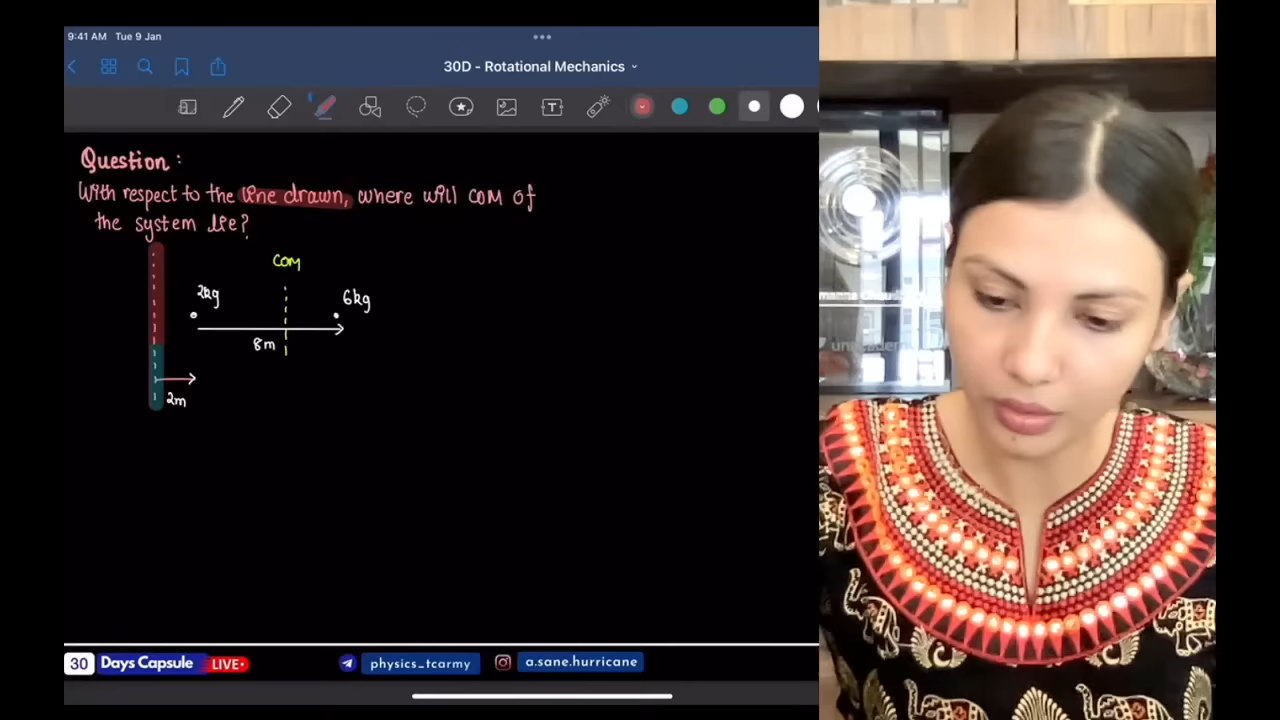 9:41 AM Tue 9 Jan
30D - Rotational Mechanics
Question :
With respect to the line drawn, where will COM of
the system lie?
COM
2kg
6kg
8m
2m
30 Days Capsule LIVE
physics_tcarmy
a.sane.hurricane